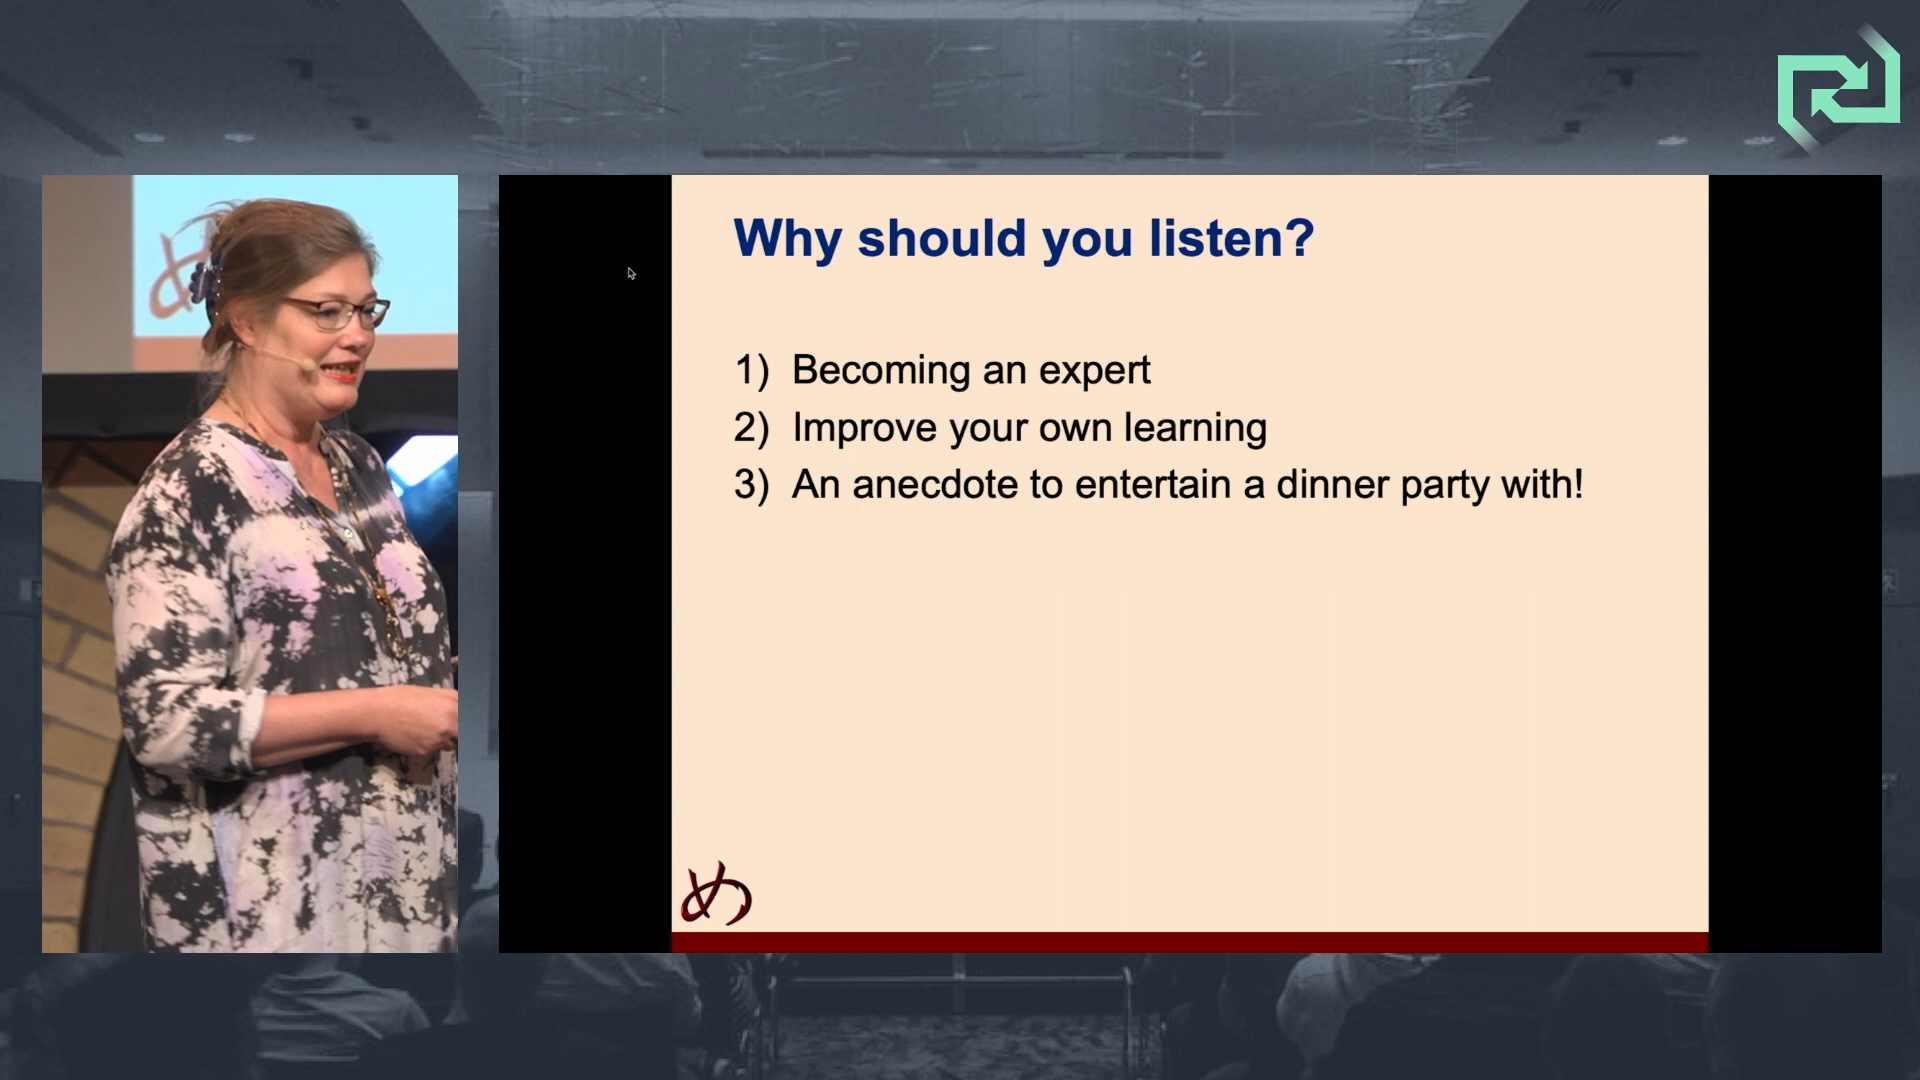 Why should you listen?
1) Becoming an expert
2) Improve your own learning
3) An anecdote to entertain a dinner party with!
め